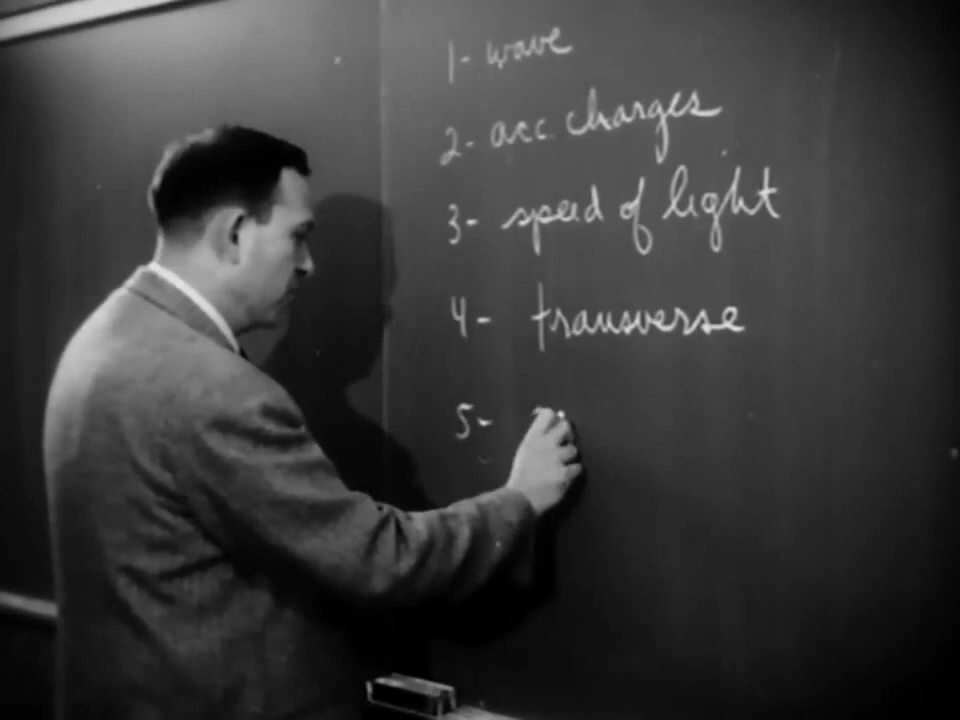 1- wave
2- acc. charges
3- speed of light
4- transverse
5-